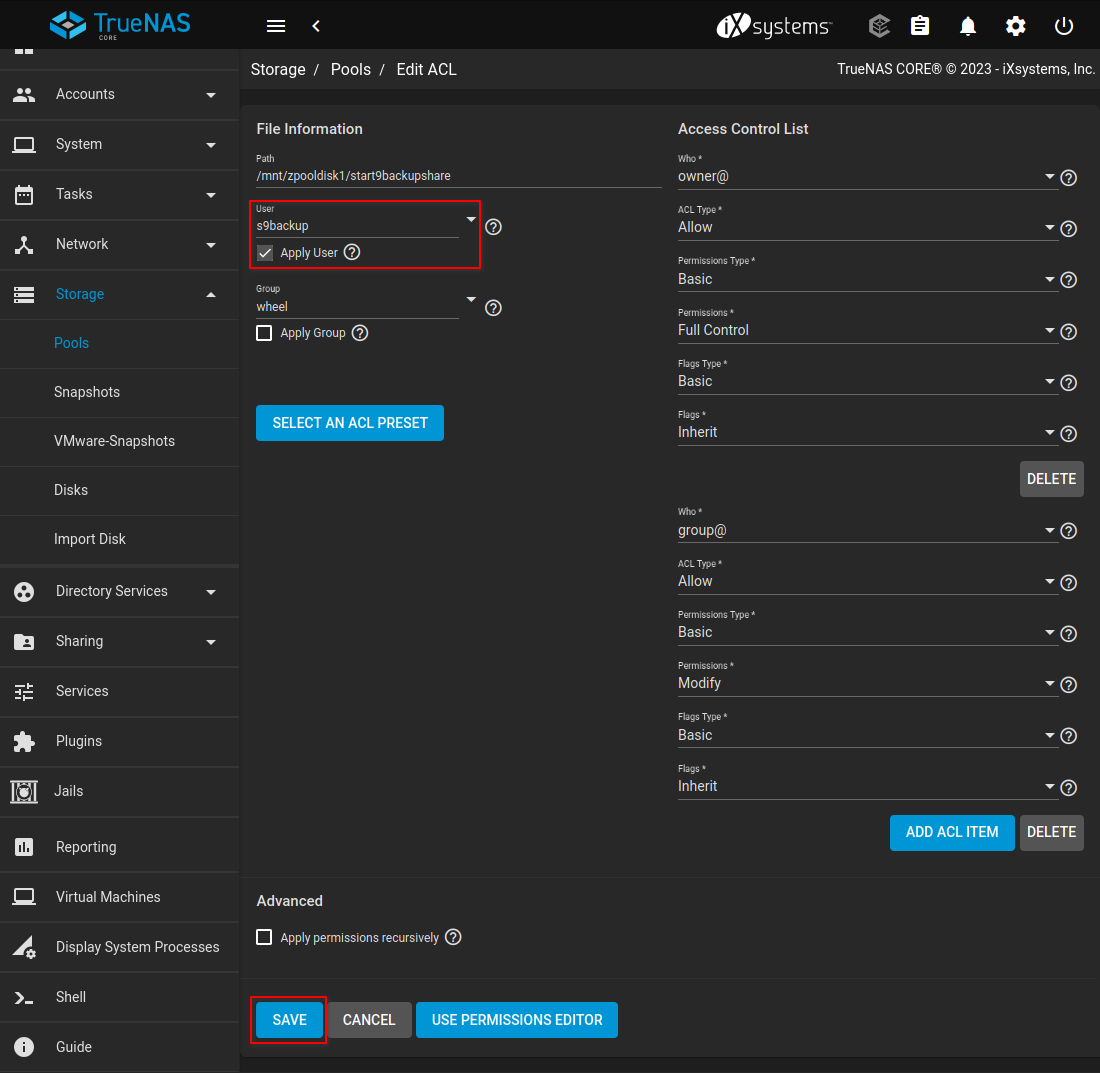 TrueNAS
CORE
iXsystems™
Storage / Pools / Edit ACL
TrueNAS CORE® © 2023 - iXsystems, Inc.
Accounts
System
Tasks
Network
Storage
Pools
Snapshots
VMware-Snapshots
Disks
Import Disk
Directory Services
Sharing
Services
Plugins
Jails
Reporting
Virtual Machines
Display System Processes
Shell
Guide
File Information
Path
/mnt/zpooldisk1/start9backupshare
User
s9backup
Apply User
Group
wheel
Apply Group
SELECT AN ACL PRESET
Access Control List
Who *
owner@
ACL Type *
Allow
Permissions Type *
Basic
Permissions *
Full Control
Flags Type *
Basic
Flags *
Inherit
DELETE
Who *
group@
ACL Type *
Allow
Permissions Type *
Basic
Permissions *
Modify
Flags Type *
Basic
Flags *
Inherit
ADD ACL ITEM DELETE
Advanced
Apply permissions recursively
SAVE CANCEL USE PERMISSIONS EDITOR